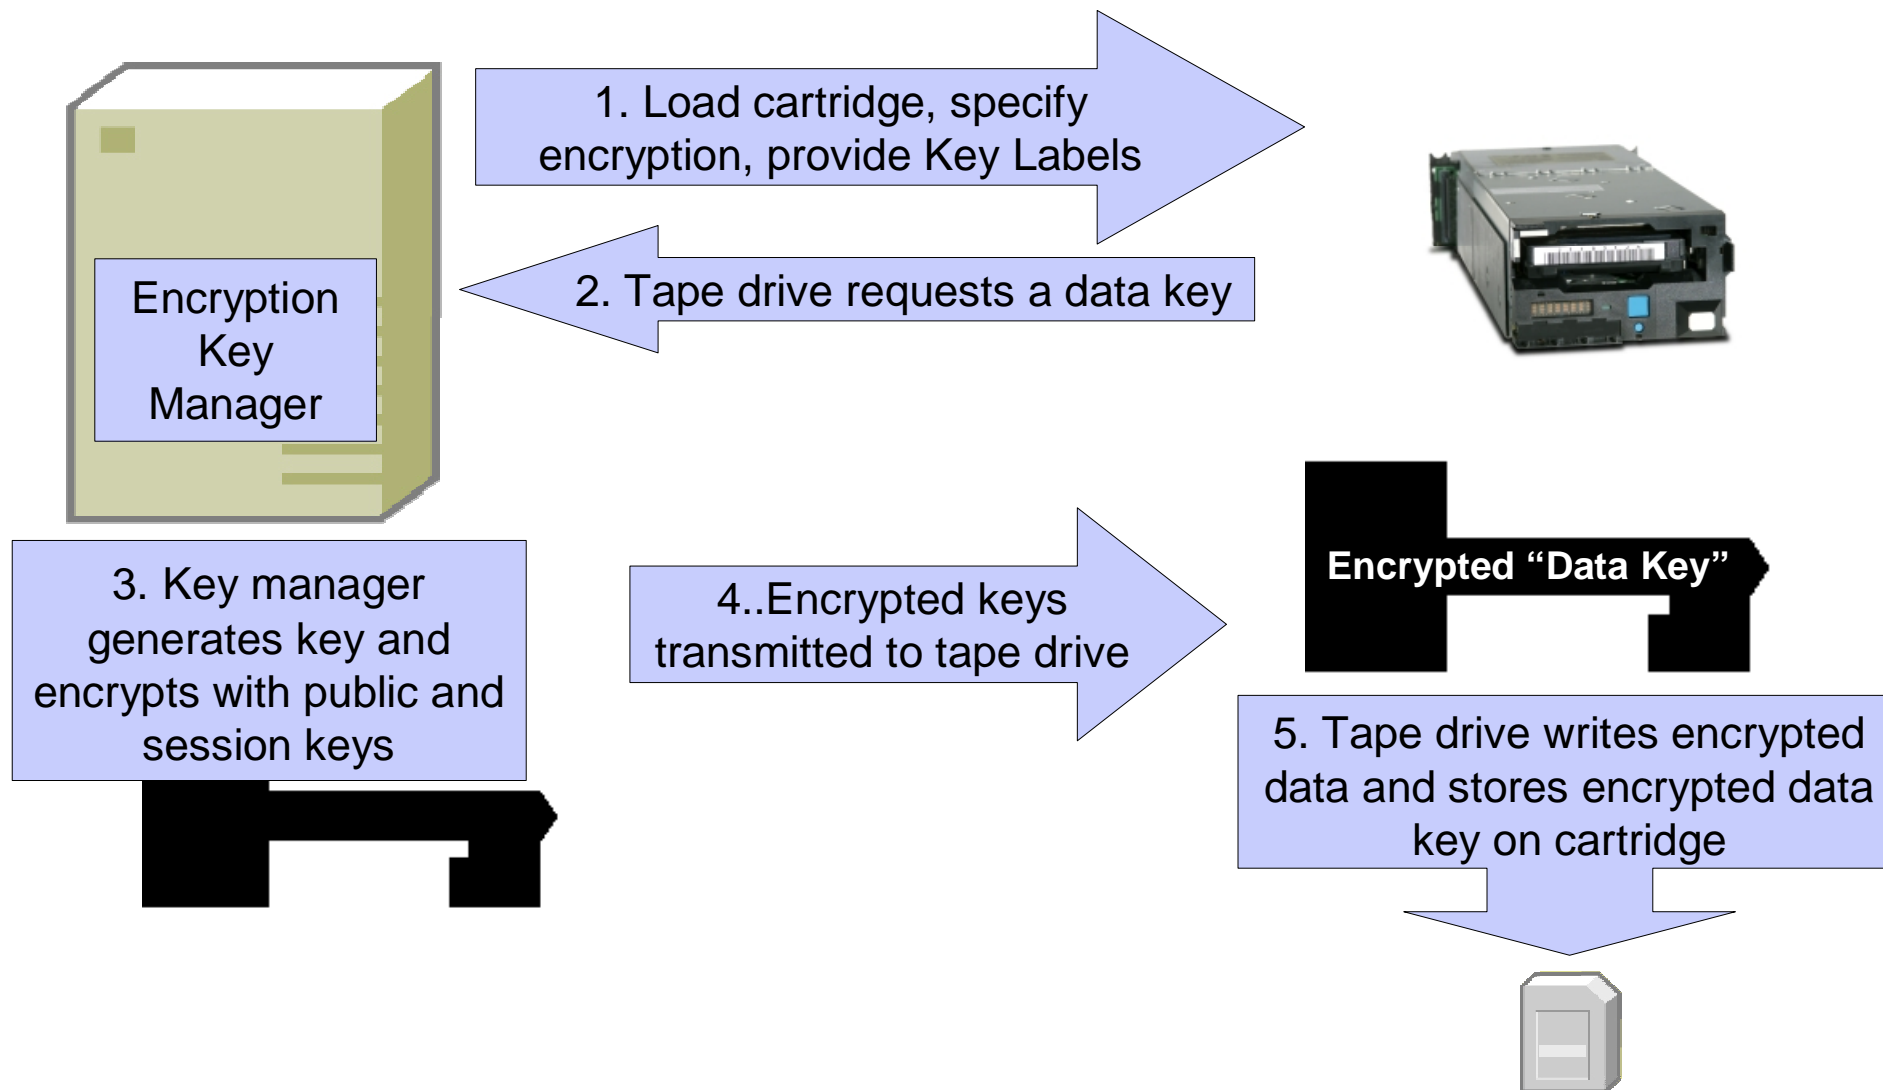 1. Load cartridge, specify
encryption, provide Key Labels
2. Tape drive requests a data key
Encryption
Key
Manager
3. Key manager
generates key and
encrypts with public and
session keys
4..Encrypted keys
transmitted to tape drive
Encrypted “Data Key”
5. Tape drive writes encrypted
data and stores encrypted data
key on cartridge